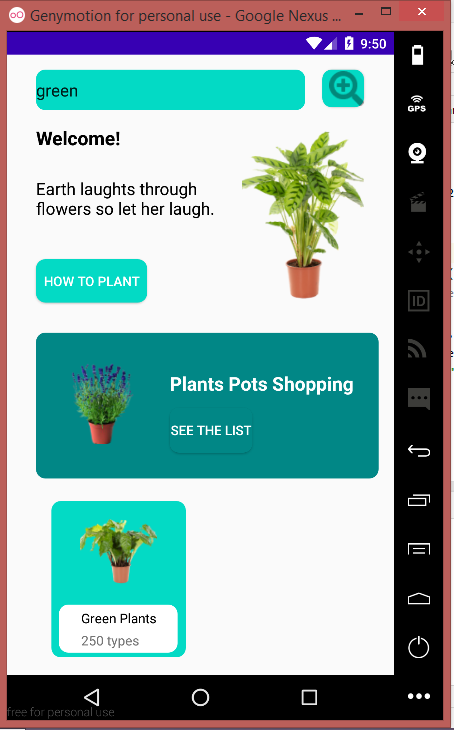 Genymotion for personal use - Google Nexus ...
9:50
green
GPS
Welcome!
Earth laughts through
flowers so let her laugh.
HOW TO PLANT
ID
Plants Pots Shopping
SEE THE LIST
Green Plants
250 types
free for personal use